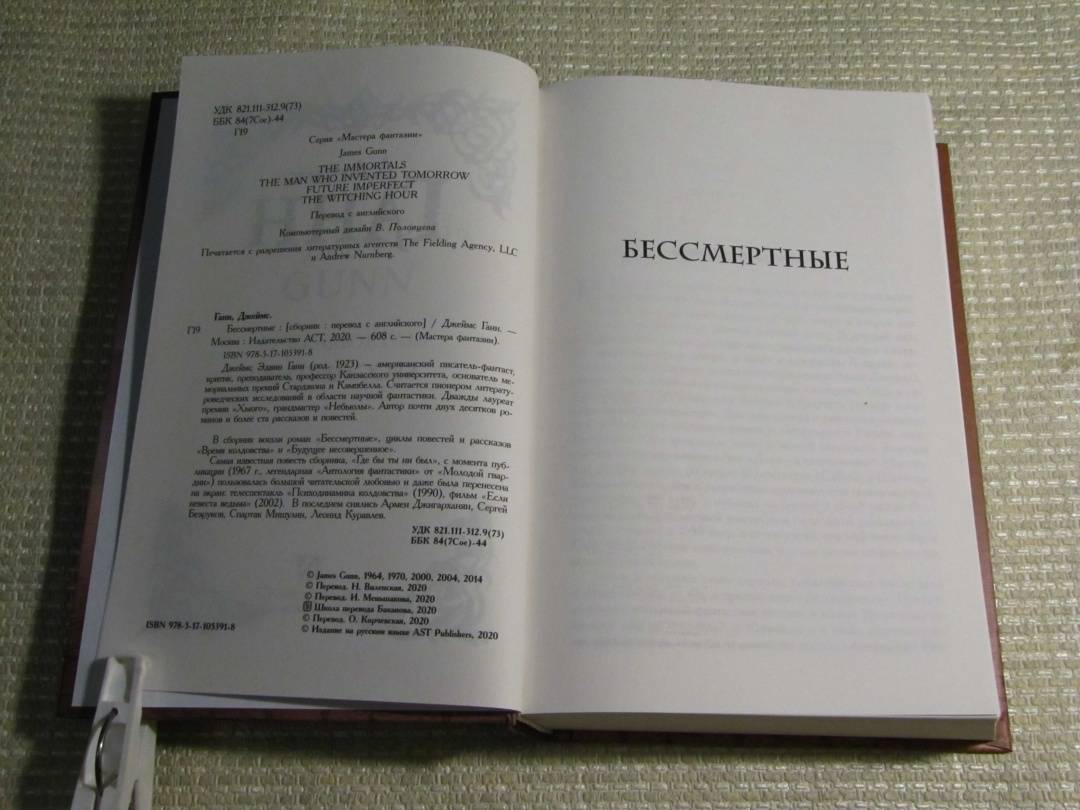 УДК 821.111-312.9(73)
ББК 84(7Сое)-44
Г19
Серия «Мастера фантазии»
James Gunn
THE IMMORTALS
THE MAN WHO INVENTED TOMORROW
FUTURE IMPERFECT
THE WITCHING HOUR
Перевод с английского
Компьютерный дизайн В. Половцева
Печатается с разрешения литературных агентств The Fielding Agency, LLC
и Andrew Nurnberg.
GUNN
Ганн, Джеймс.
Г19 Бессмертные : [сборник : перевод с английского] / Джеймс Ганн. —
Москва : Издательство АСТ, 2020. — 608 с. — (Мастера фантазии).
ISBN 978-5-17-105391-8
Джеймс Эдвин Ганн (род. 1923) — американский писатель-фантаст,
критик, преподаватель, профессор Канзасского университета, основатель ме-
мориальных премий Старджона и Кэмпбелла. Считается пионером литерату-
роведческих исследований в области научной фантастики. Дважды лауреат
премии «Хьюго», грандмастер «Небьюлы». Автор почти двух десятков ро-
манов и более ста рассказов и повестей.
В сборник вошли роман «Бессмертные», циклы повестей и рассказов
«Время колдовства» и «Будущее несовершенное».
Самая известная повесть сборника, «Где бы ты ни был», с момента пуб-
ликации (1967 г., легендарная «Антология фантастики» от «Молодой гвар-
дии») пользовалась большой читательской любовью и даже была перенесена
на экран: телеспектакль «Психодинамика колдовства» (1990), фильм «Если
невеста ведьма» (2002). В последнем снялись Армен Джигарханян, Сергей
Безруков, Спартак Мишулин, Леонид Куравлев.
УДК 821.111-312.9(73)
ББК 84(7Сое)-44
© James Gunn, 1964, 1970, 2000, 2004, 2014
© Перевод. Н. Виленская, 2020
© Перевод. И. Меньшакова, 2020
Школа перевода Баканова, 2020
© Перевод. О. Корчевская, 2020
ISBN 978-5-17-105391-8 © Издание на русском языке AST Publishers, 2020
БЕССМЕРТНЫЕ